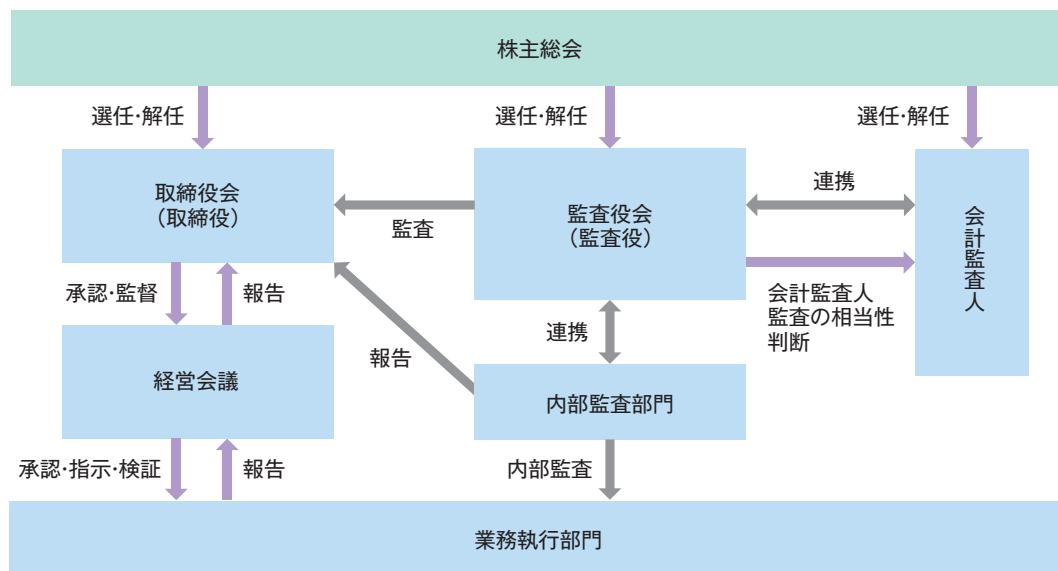 株主総会
選任・解任
選任・解任
選任・解任
取締役会
（取締役）
監査
監査役会
（監査役）
連携
会計監査人
会計監査人
監査の相当性
判断
承認・監督
報告
連携
報告
経営会議
内部監査部門
承認・指示・検証
報告
内部監査
業務執行部門